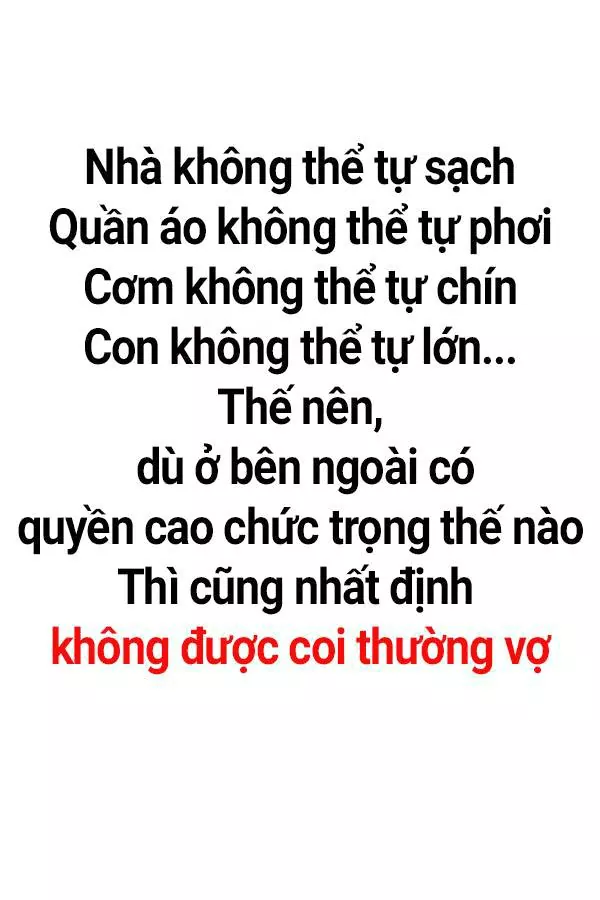 Nhà không thể tự sạch
Quần áo không thể tự phơi
Cơm không thể tự chín
Con không thể tự lớn...
Thế nên,
dù ở bên ngoài có
quyền cao chức trọng thế nào
Thì cũng nhất định
không được coi thường vợ